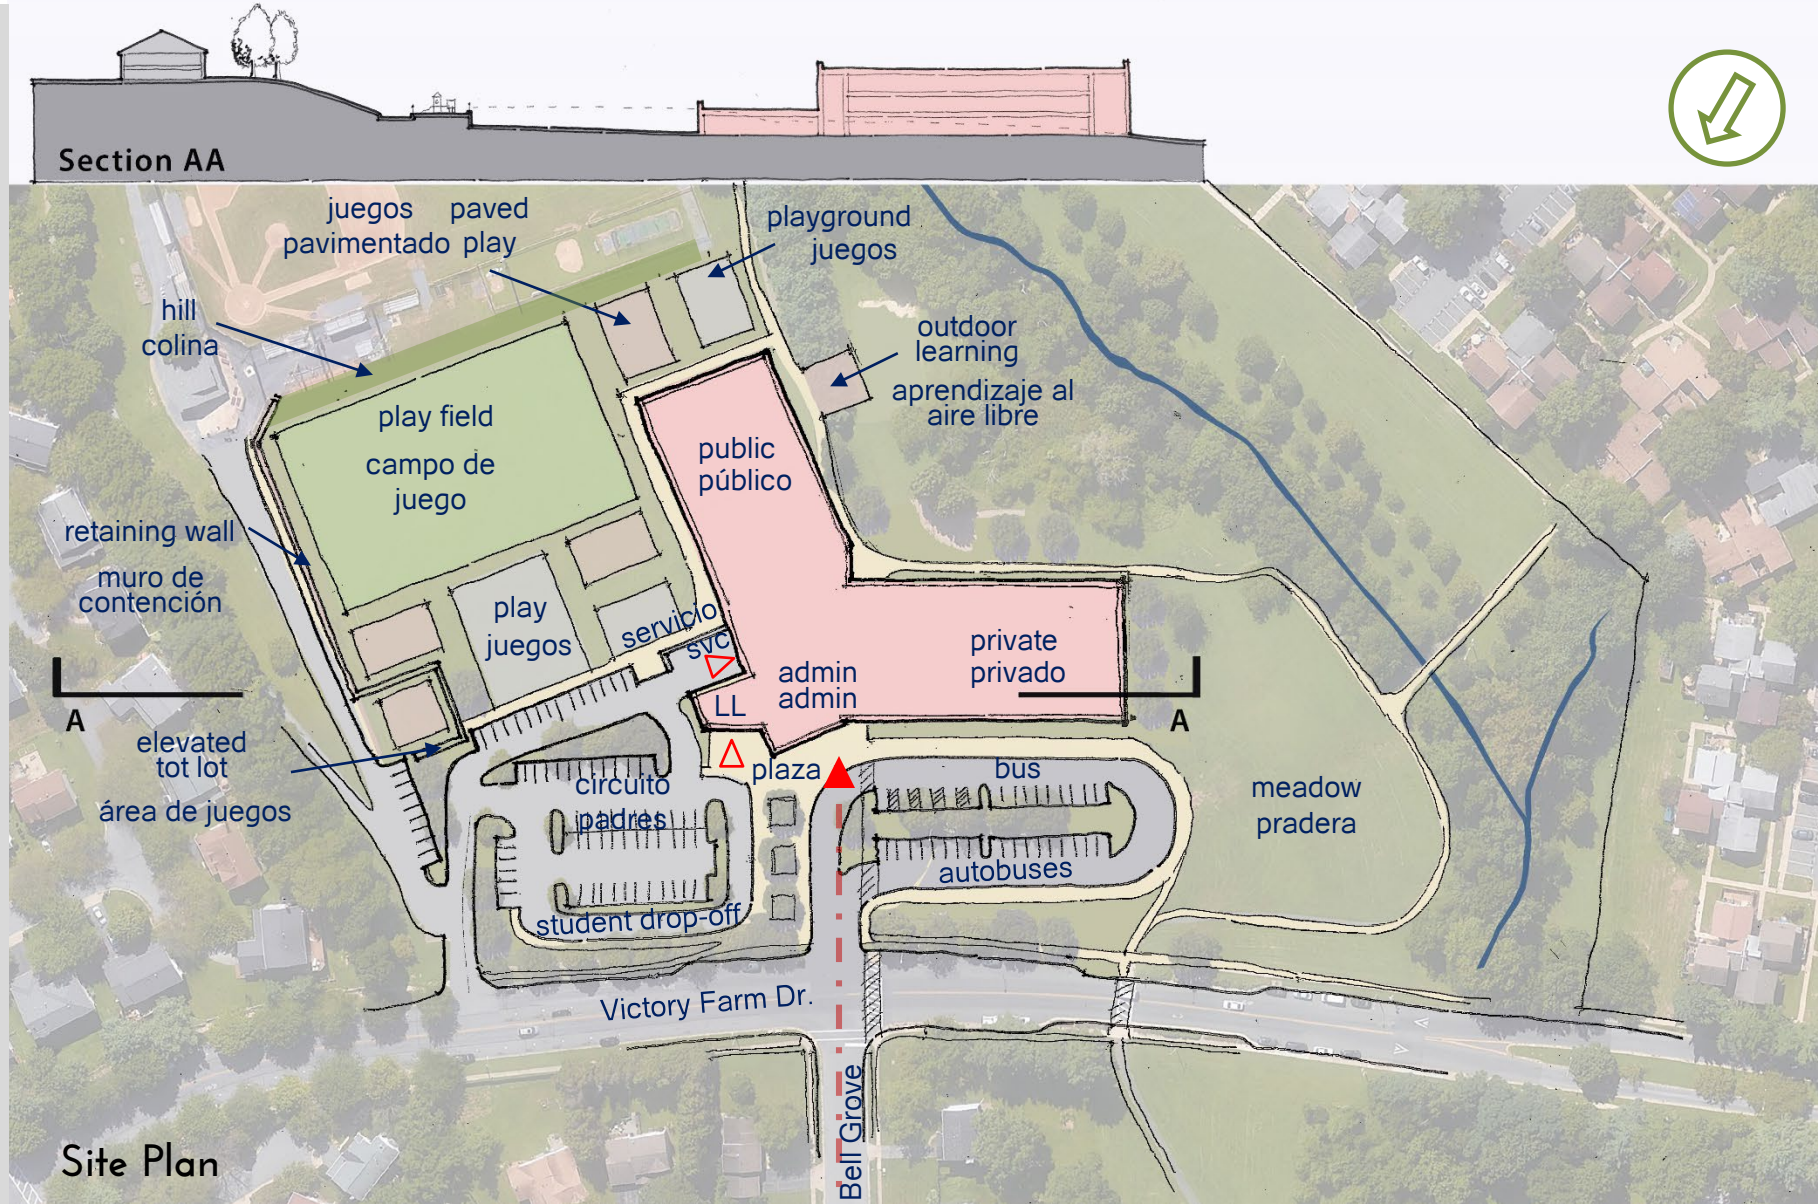 Section AA
juegos
pavimentado
paved
play
playground
juegos
hill
colina
outdoor
learning
aprendizaje al
aire libre
play field
campo de
juego
public
público
retaining wall
muro de
contención
play
juegos
servicio
svc
private
privado
admin
admin
LL
A
A
elevated
tot lot
área de juegos
plaza
bus
circuito
padres
meadow
pradera
autobuses
student drop-off
Victory Farm Dr.
Bell Grove
Site Plan